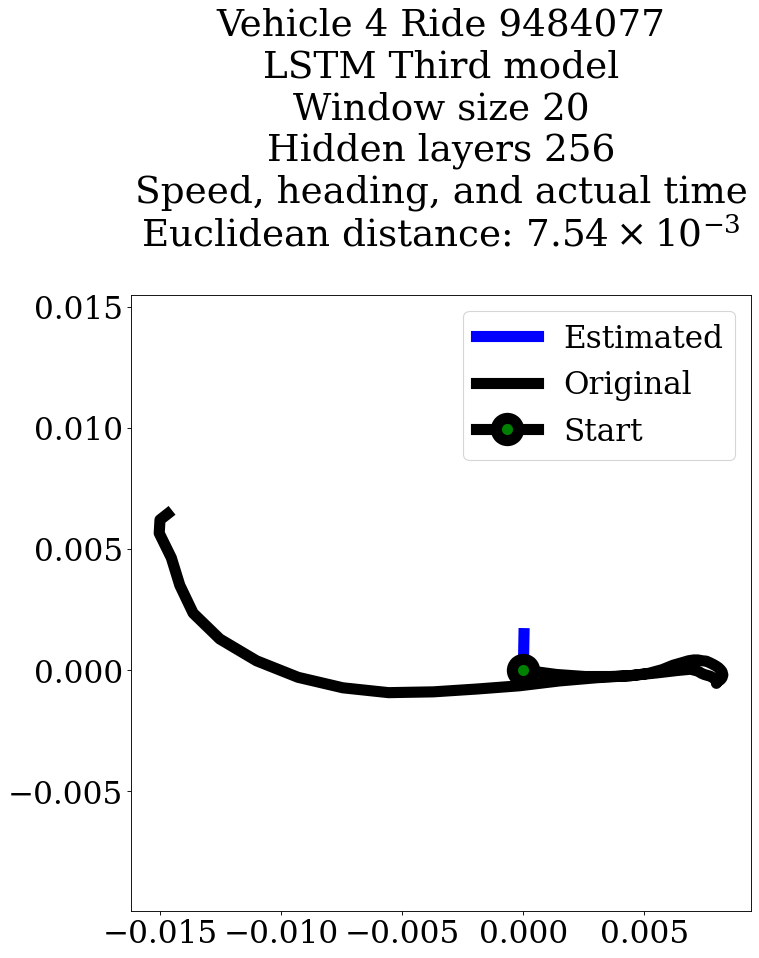 Vehicle 4 Ride 9484077
LSTM Third model
Window size 20
Hidden layers 256
Speed, heading, and actual time
Euclidean distance: 7.54 × 10⁻³
0.015
0.010
0.005
0.000
−0.005
Estimated
Original
Start
−0.015 −0.010 −0.005 0.000 0.005